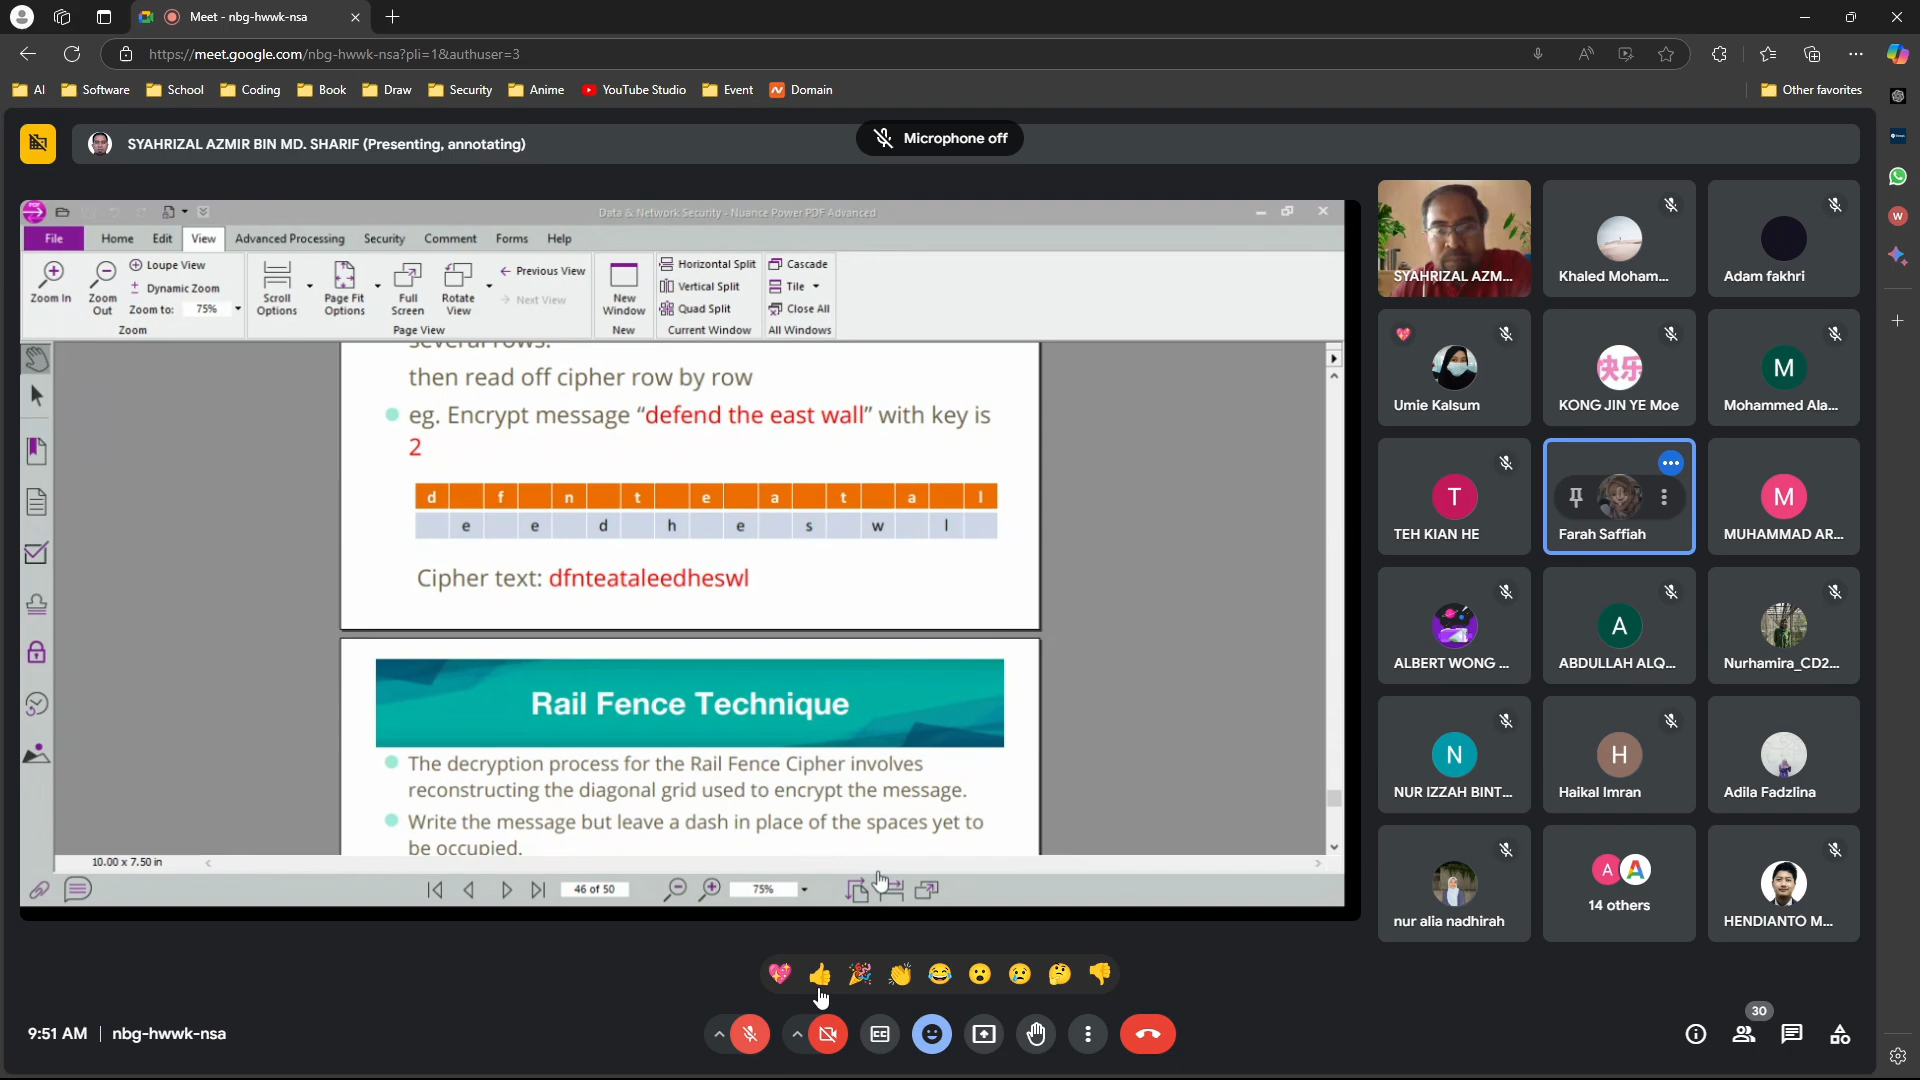 Meet - nbg-hwwk-nsa
https://meet.google.com/nbg-hwwk-nsa?pli=1&authuser=3
AI Software School Coding Book Draw Security Anime YouTube Studio Event Domain Other favorites
SYAHRIZAL AZMIR BIN MD. SHARIF (Presenting, annotating)
Microphone off
Data & Network Security - Nuance Power PDF Advanced
File Home Edit View Advanced Processing Security Comment Forms Help
Zoom In
Zoom Out
Loupe View
Dynamic Zoom
Zoom to: 75%
Zoom
Scroll Options
Page Fit Options
Full Screen
Rotate View
Previous View
Next View
Page View
New Window
New
Horizontal Split
Vertical Split
Quad Split
Current Window
Cascade
Tile
Close All
All Windows
several rows.
then read off cipher row by row
eg. Encrypt message “defend the east wall” with key is
2
d f n t e a t a l
e e d h e s w l
Cipher text: dfnteataleedheswl
Rail Fence Technique
The decryption process for the Rail Fence Cipher involves
reconstructing the diagonal grid used to encrypt the message.
Write the message but leave a dash in place of the spaces yet to
be occupied.
10.00 x 7.50 in
46 of 50
75%
SYAHRIZAL AZM...
Khaled Moham...
Adam fakhri
Umie Kalsum
快乐
KONG JIN YE Moe
M
Mohammed Ala...
T
TEH KIAN HE
Farah Saffiah
M
MUHAMMAD AR...
ALBERT WONG ...
A
ABDULLAH ALQ...
Nurhamira_CD2...
N
NUR IZZAH BINT...
H
Haikal Imran
Adila Fadzlina
nur alia nadhirah
A A
14 others
HENDIANTO M...
9:51 AM | nbg-hwwk-nsa
30